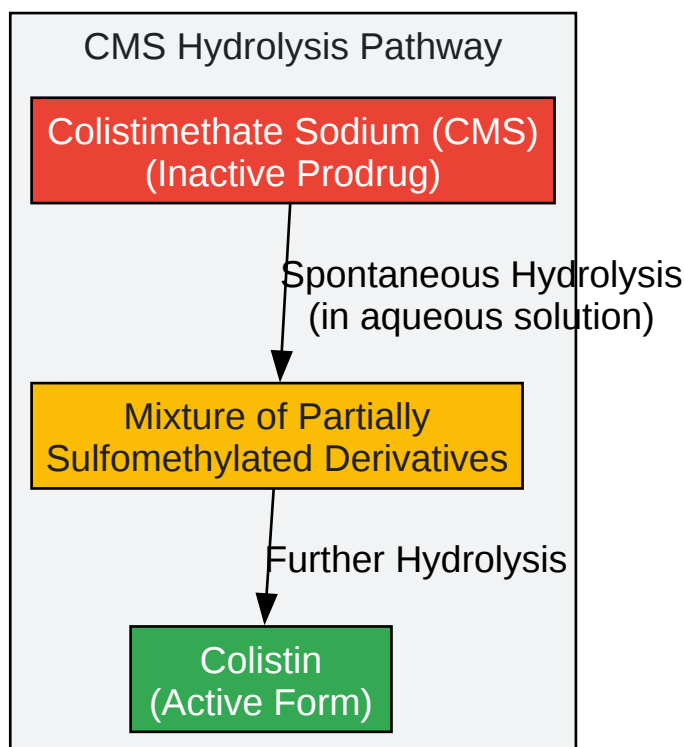 CMS Hydrolysis Pathway
Colistimethate Sodium (CMS)
(Inactive Prodrug)
Spontaneous Hydrolysis
(in aqueous solution)
Mixture of Partially
Sulfomethylated Derivatives
Further Hydrolysis
Colistin
(Active Form)